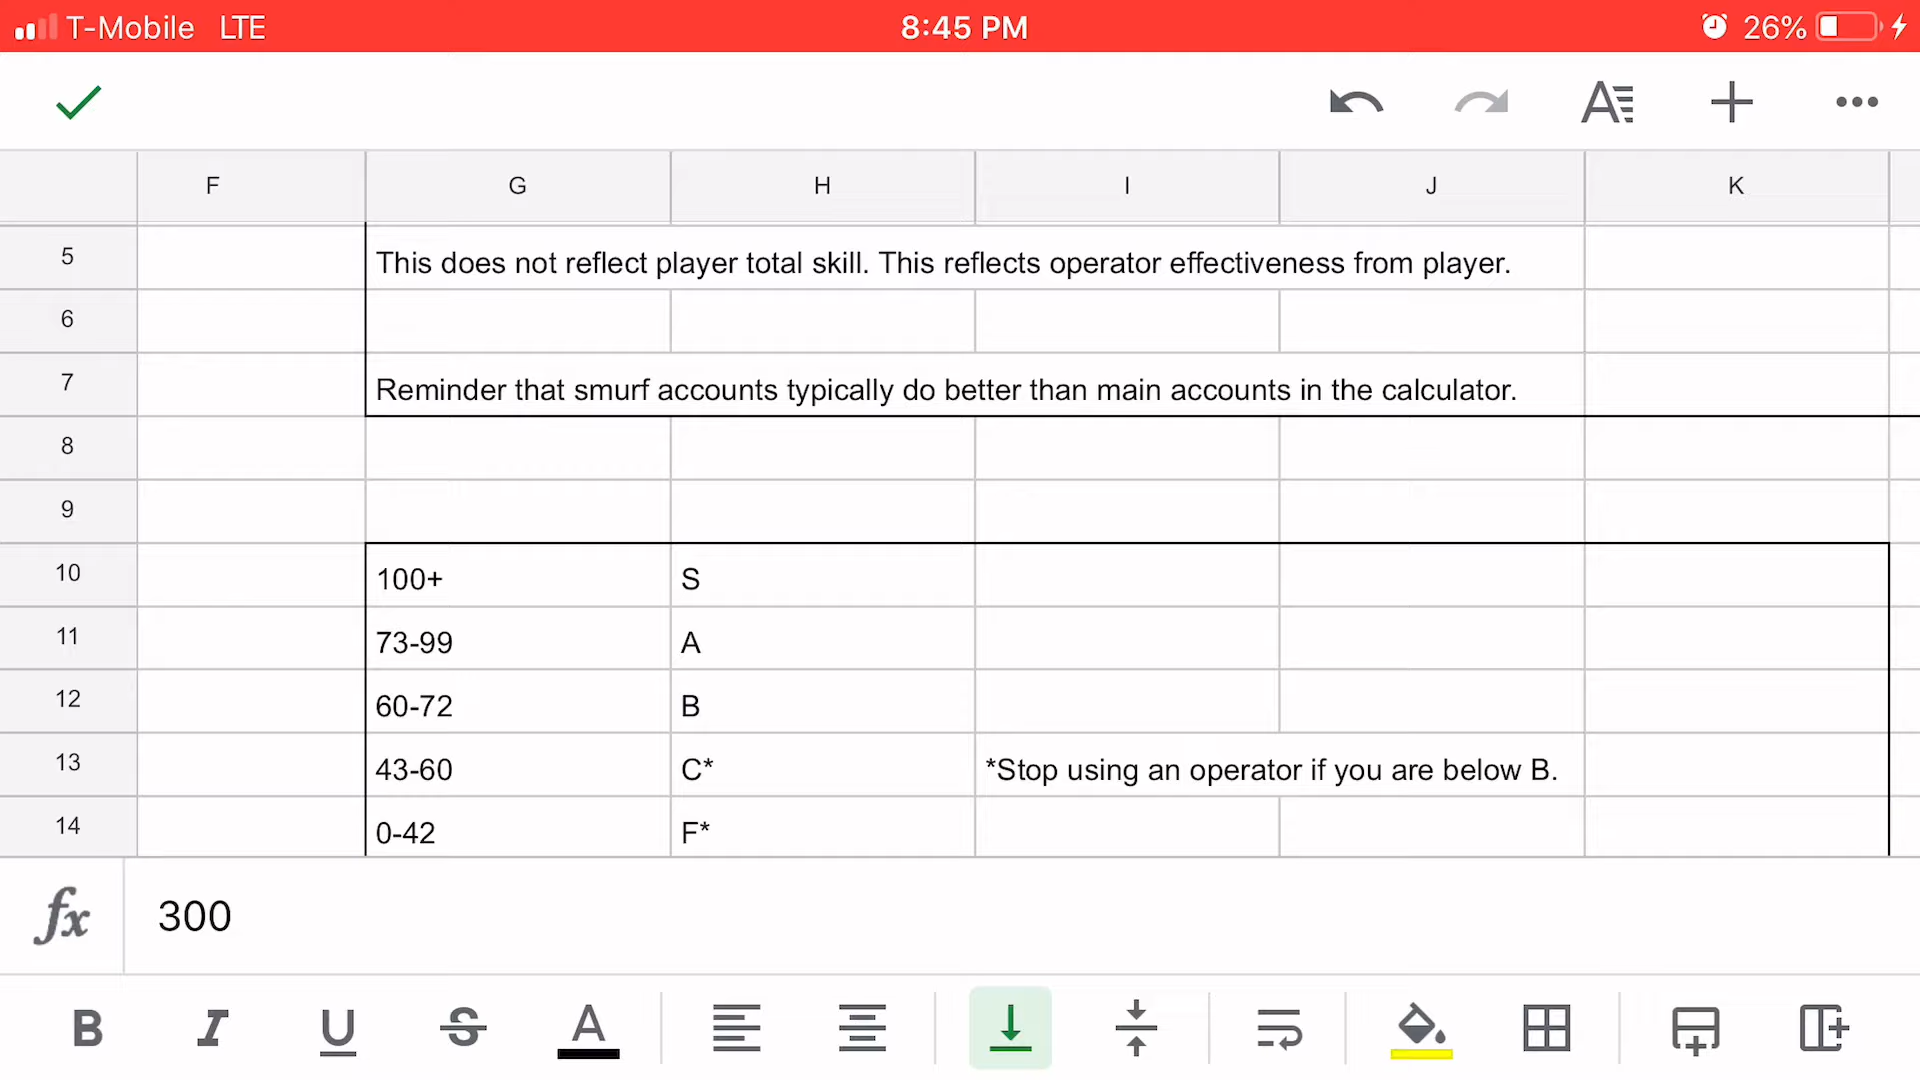 T-Mobile LTE 8:45 PM 26%
F G H I J K
5 This does not reflect player total skill. This reflects operator effectiveness from player.
6
7 Reminder that smurf accounts typically do better than main accounts in the calculator.
8
9
10 100+ S
11 73-99 A
12 60-72 B
13 43-60 C* *Stop using an operator if you are below B.
14 0-42 F*
fx 300
B I U S A